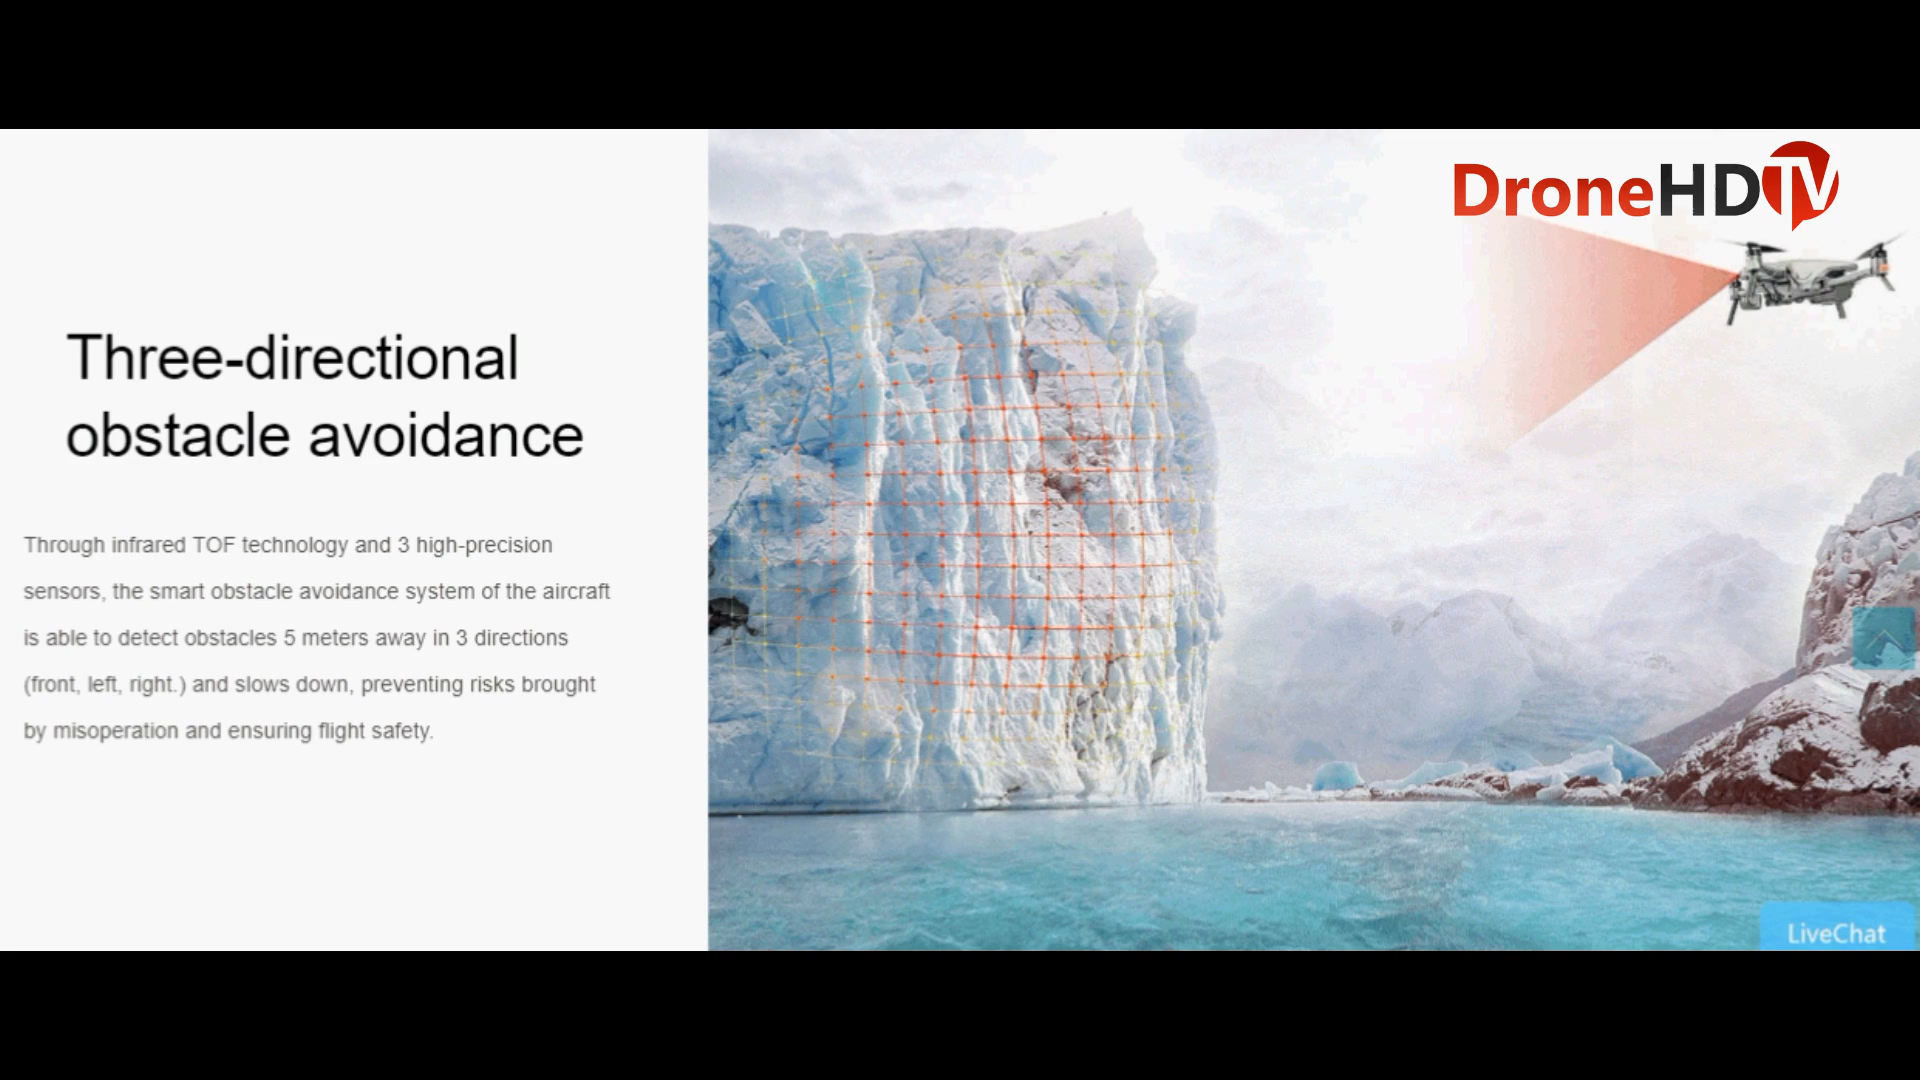 DroneHDTV
Three-directional
obstacle avoidance
Through infrared TOF technology and 3 high-precision
sensors, the smart obstacle avoidance system of the aircraft
is able to detect obstacles 5 meters away in 3 directions
(front, left, right.) and slows down, preventing risks brought
by misoperation and ensuring flight safety.
LiveChat